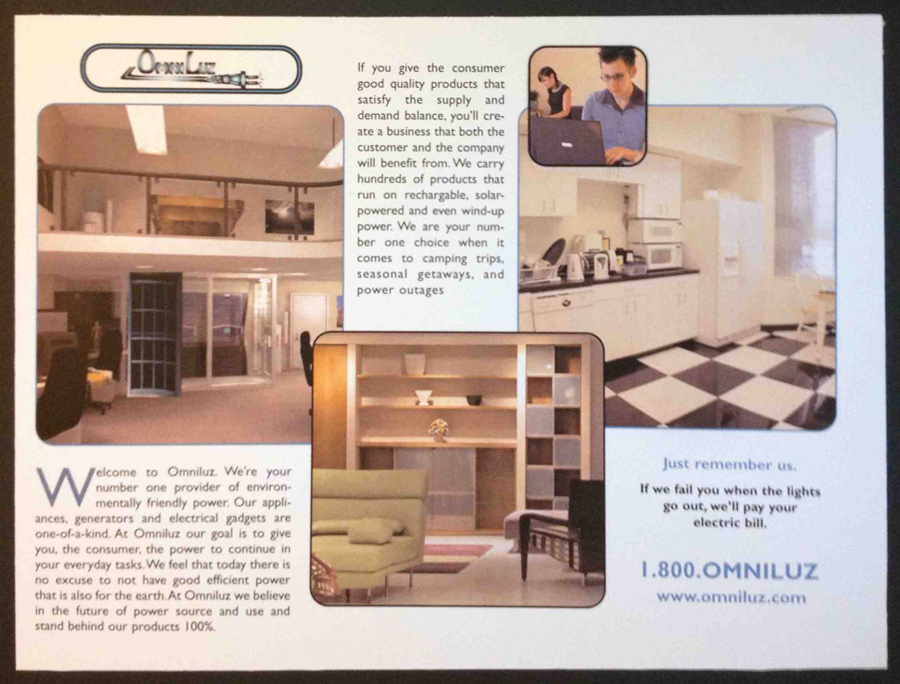 OmniLuz
If you give the consumer
good quality products that
satisfy the supply and
demand balance, you'll cre-
ate a business that both the
customer and the company
will benefit from. We carry
hundreds of products that
run on rechargable, solar-
powered and even wind-up
power. We are your num-
ber one choice when it
comes to camping trips,
seasonal getaways, and
power outages
Welcome to Omniluz. We're your
number one provider of environ-
mentally friendly power. Our appli-
ances, generators and electrical gadgets are
one-of-a-kind. At Omniluz our goal is to give
you, the consumer, the power to continue in
your everyday tasks. We feel that today there is
no excuse to not have good efficient power
that is also for the earth. At Omniluz we believe
in the future of power source and use and
stand behind our products 100%.
Just remember us.
If we fail you when the lights
go out, we'll pay your
electric bill.
1.800.OMNILUZ
www.omniluz.com